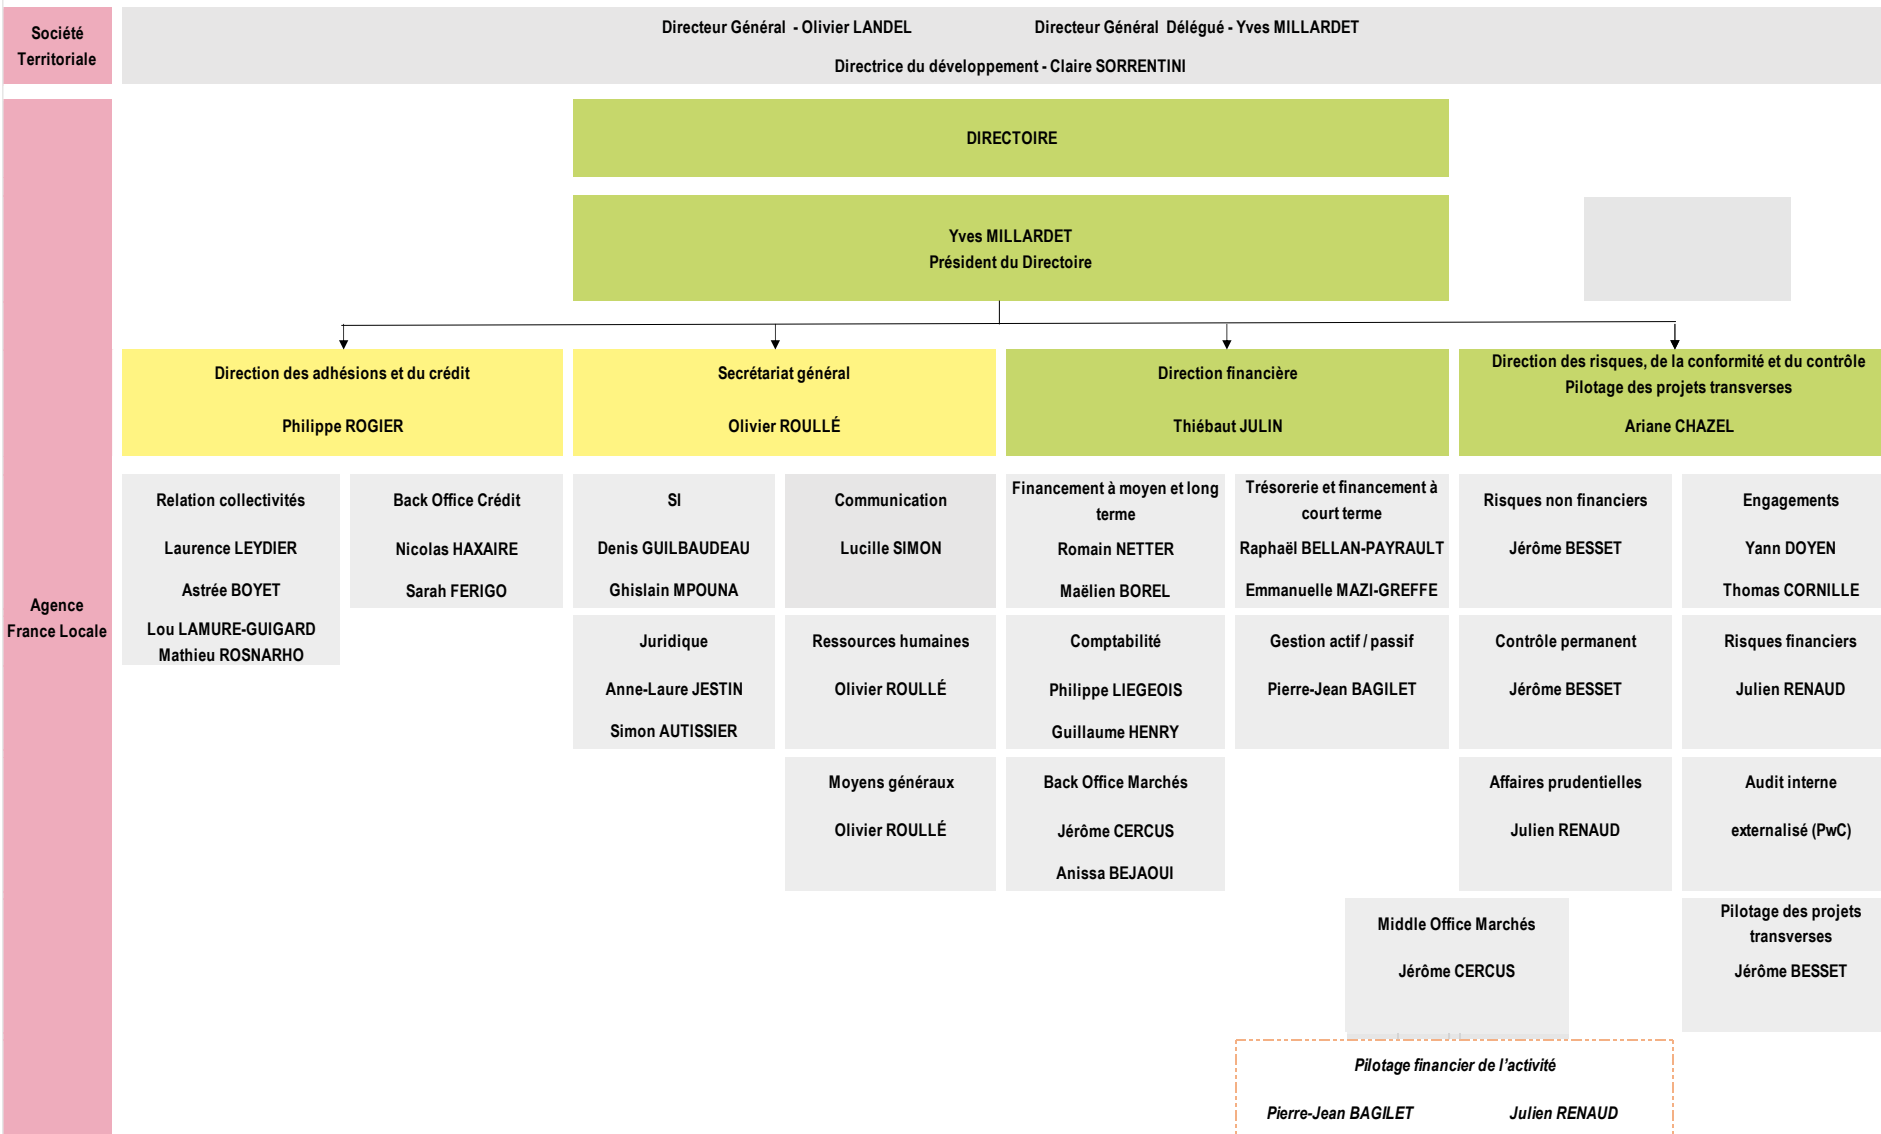 Société
Territoriale
Directeur Général - Olivier LANDEL
Directeur Général Délégué - Yves MILLARDET
Directrice du développement - Claire SORRENTINI
Agence
France Locale
DIRECTOIRE
Yves MILLARDET
Président du Directoire
Direction des adhésions et du crédit
Philippe ROGIER
Secrétariat général
Olivier ROULLÉ
Direction financière
Thiébaut JULIN
Direction des risques, de la conformité et du contrôle
Pilotage des projets transverses
Ariane CHAZEL
Relation collectivités
Laurence LEYDIER
Astrée BOYET
Lou LAMURE-GUIGARD
Mathieu ROSNARHO
Back Office Crédit
Nicolas HAXAIRE
Sarah FERIGO
SI
Denis GUILBAUDEAU
Ghislain MPOUNA
Communication
Lucille SIMON
Financement à moyen et long
terme
Romain NETTER
Maëlien BOREL
Trésorerie et financement à
court terme
Raphaël BELLAN-PAYRAULT
Emmanuelle MAZI-GREFFE
Risques non financiers
Jérôme BESSET
Engagements
Yann DOYEN
Thomas CORNILLE
Juridique
Anne-Laure JESTIN
Simon AUTISSIER
Ressources humaines
Olivier ROULLÉ
Comptabilité
Philippe LIEGEOIS
Guillaume HENRY
Gestion actif / passif
Pierre-Jean BAGILET
Contrôle permanent
Jérôme BESSET
Risques financiers
Julien RENAUD
Moyens généraux
Olivier ROULLÉ
Back Office Marchés
Jérôme CERCUS
Anissa BEJAOUI
Affaires prudentielles
Julien RENAUD
Audit interne
externalisé (PwC)
Middle Office Marchés
Jérôme CERCUS
Pilotage des projets
transverses
Jérôme BESSET
Pilotage financier de l'activité
Pierre-Jean BAGILET
Julien RENAUD